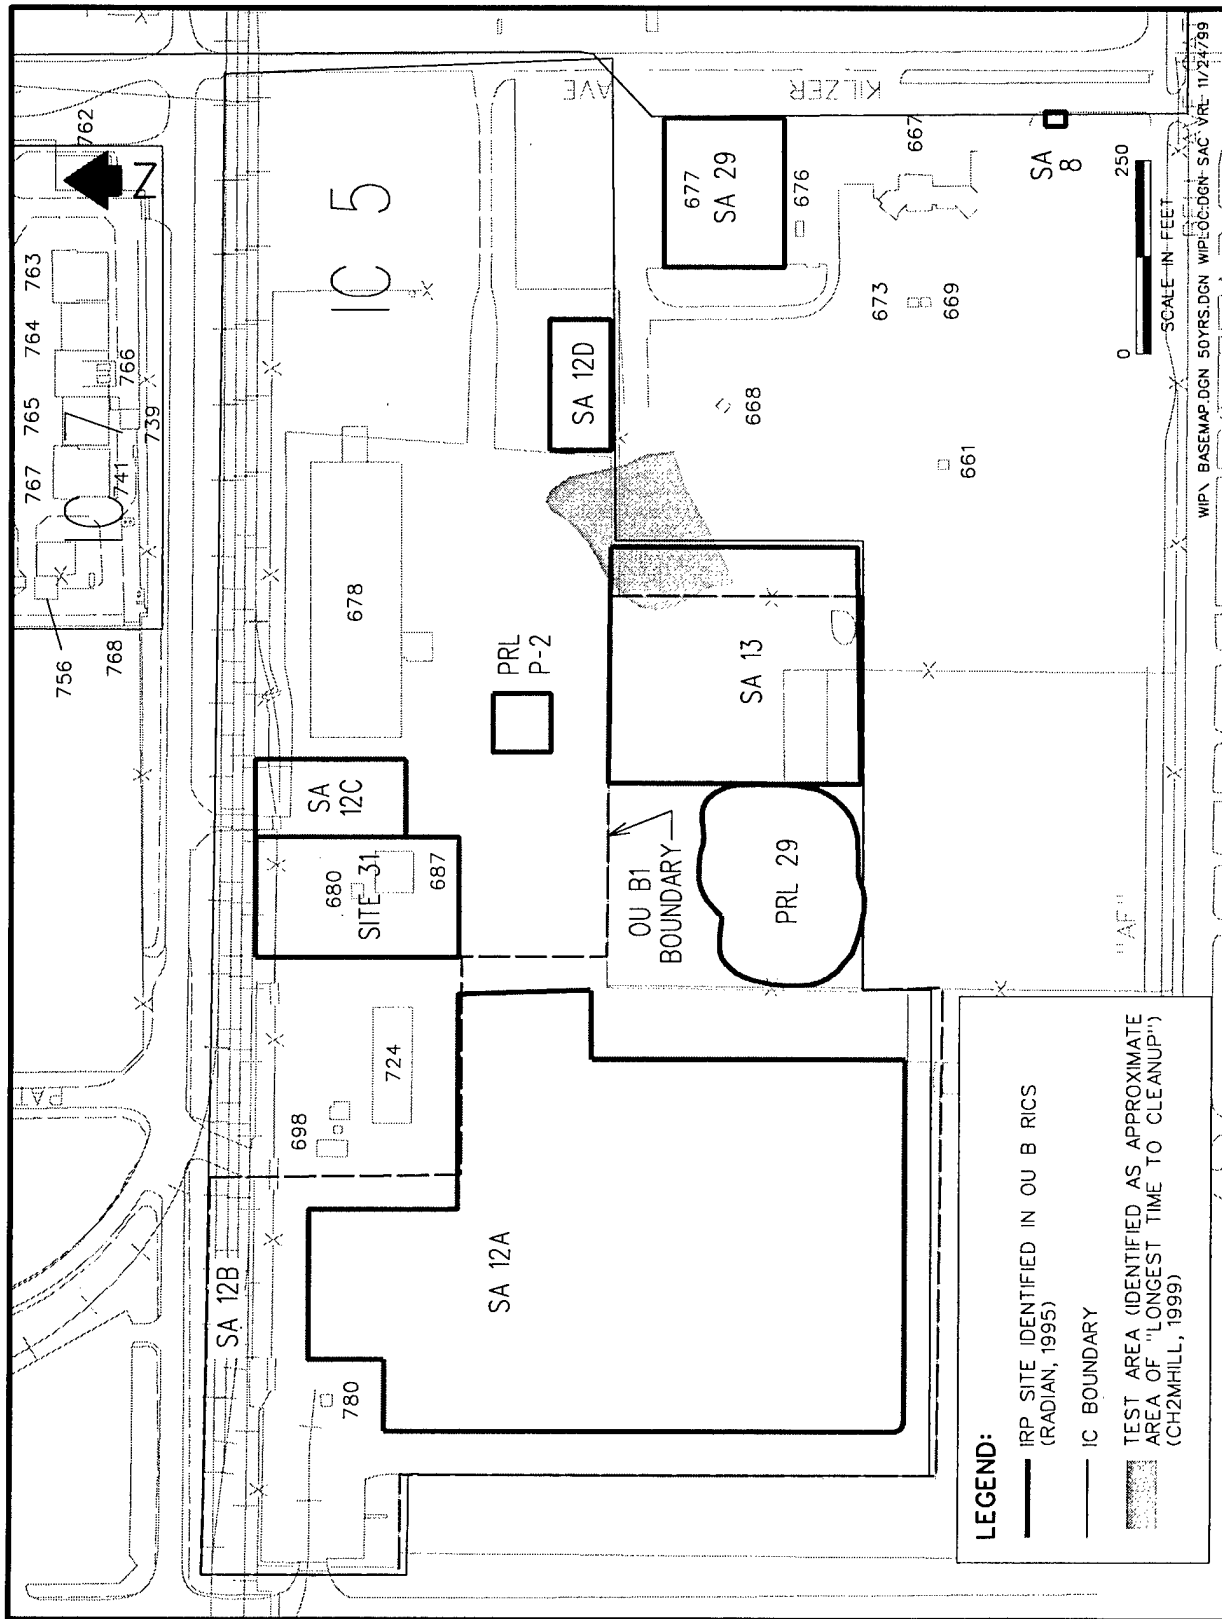 762
763
764
765
766
767
739
741
IC 7
756
768
N
IC 5
KILZER
AVE
PAT
677
SA 29
676
667
SA
8
673
669
668
661
SA 12D
678
PRL
P-2
SA 13
SA
12C
680
SITE 31
687
OU B1
BOUNDARY
PRL 29
"AF"
724
698
SA 12A
SA 12B
780
0
250
SCALE IN FEET
LEGEND:
IRP SITE IDENTIFIED IN OU B RICS
(RADIAN, 1995)
IC BOUNDARY
TEST AREA (IDENTIFIED AS APPROXIMATE
AREA OF "LONGEST TIME TO CLEANUP")
(CH2MHILL, 1999)
WIP\ BASEMAP.DGN 50YRS.DGN WIPLOC.DGN SAC VRL 11/24/99